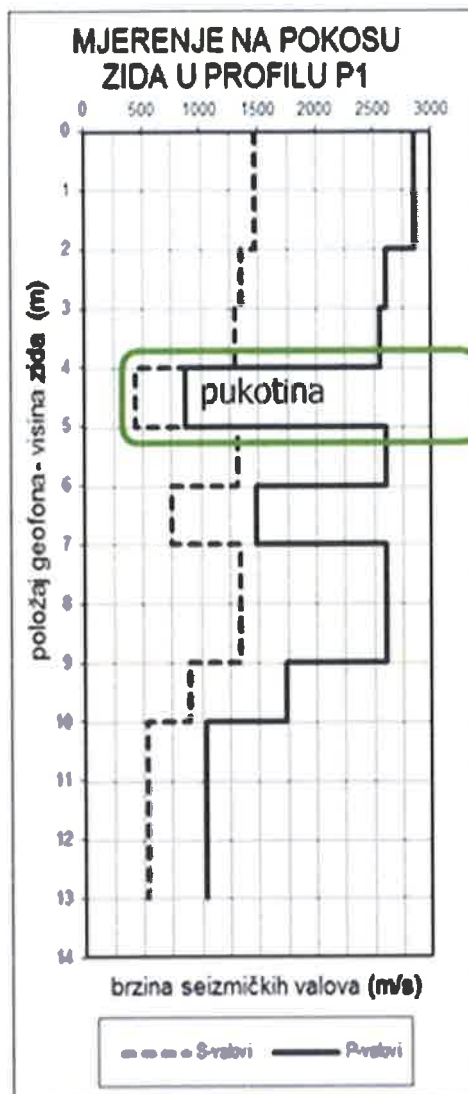 MJERENJE NA POKOSU
ZIDA U PROFILU P1
0 500 1000 1500 2000 2500 3000
0
1
2
3
4
pukotina
5
6
7
8
9
10
11
12
13
14
položaj geofona - visina zida (m)
brzina seizmičkih valova (m/s)
S-valovi P-valovi